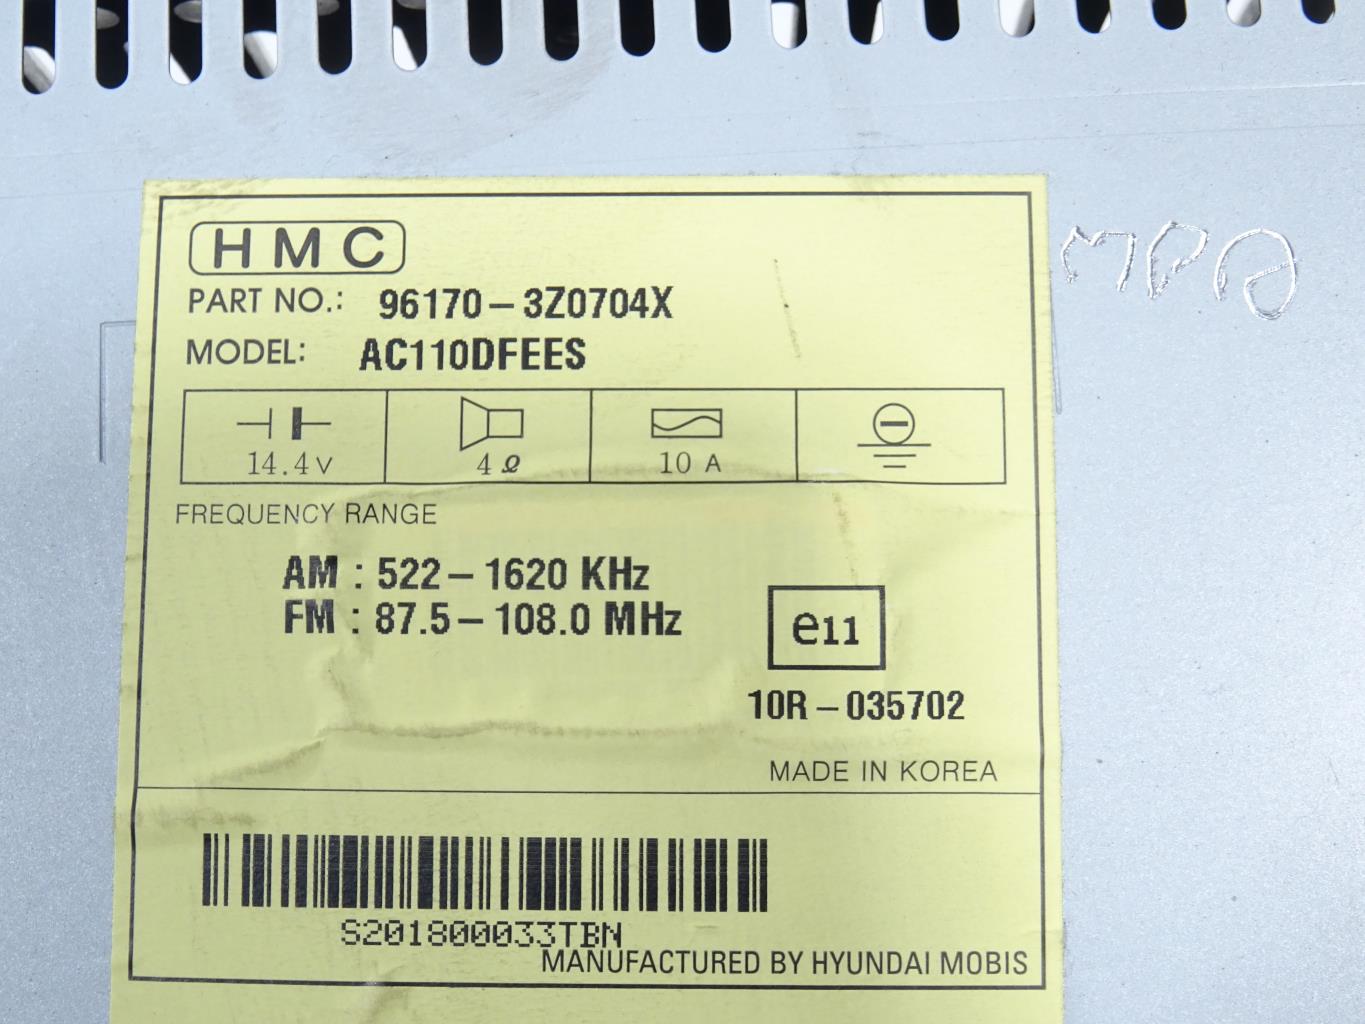 HMC
PART NO.: 96170-3Z0704X
MODEL: AC110DFEES
14.4V 4Ω 10 A
FREQUENCY RANGE
AM : 522-1620 KHz
FM : 87.5-108.0 MHz
e11
10R-035702
MADE IN KOREA
S201800033TBN
MANUFACTURED BY HYUNDAI MOBIS